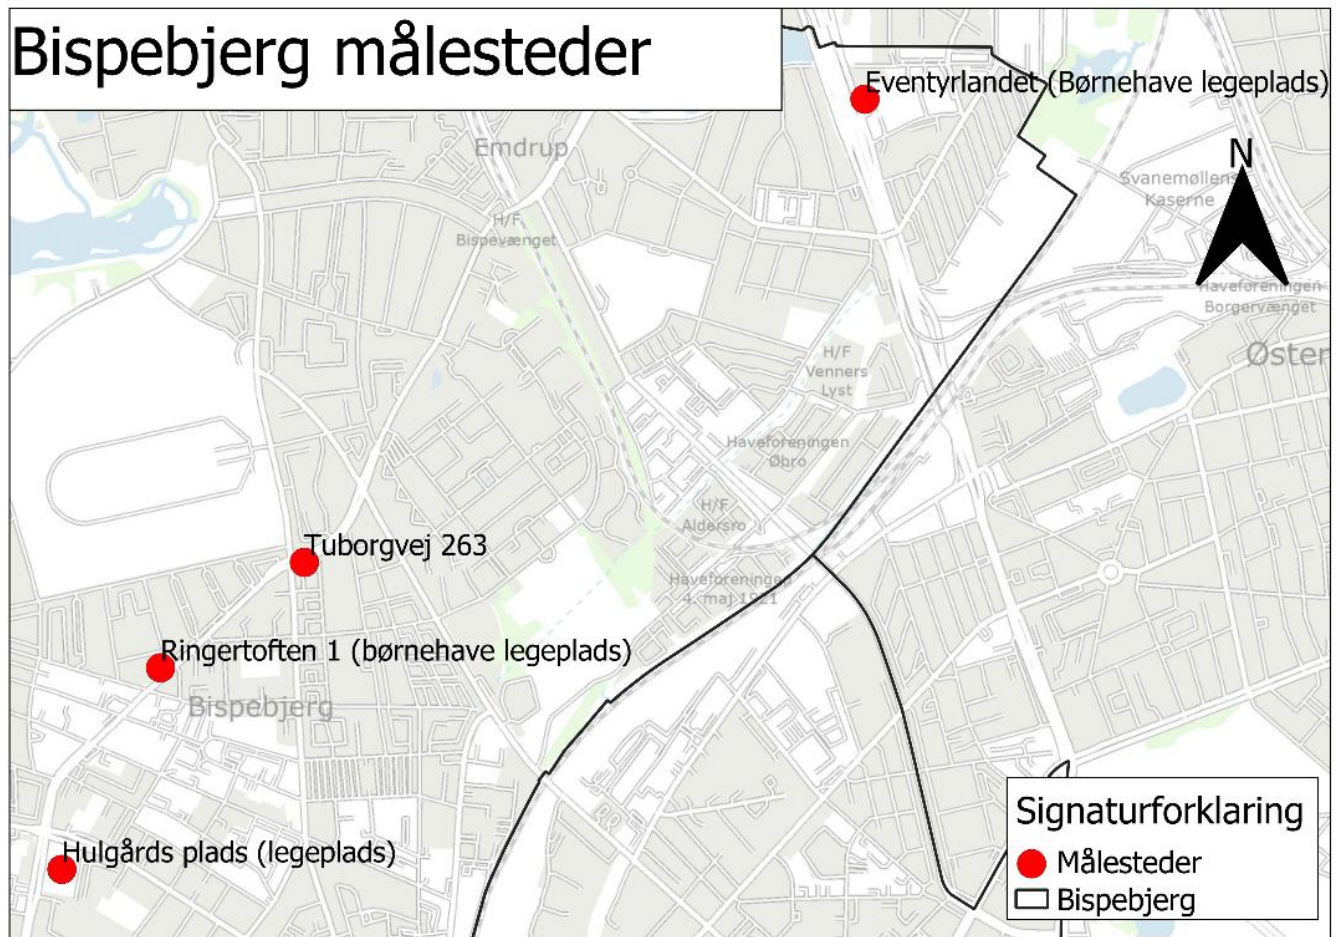 Bispebjerg målesteder
Eventyrlandet (Børnehave legeplads)
Emdrup
N
Svanemøllens
Kaserne
H/F
Bispevænget
Haveforeningen
Borgervænget
H/F
Venners
Lyst
Øster
Haveforeningen
Øbro
H/F
Aldersro
Tuborgvej 263
Haveforeningen
4. maj 1921
Ringertoften 1 (børnehave legeplads)
Bispebjerg
Hulgårds plads (legeplads)
Signaturforklaring
Målesteder
Bispebjerg